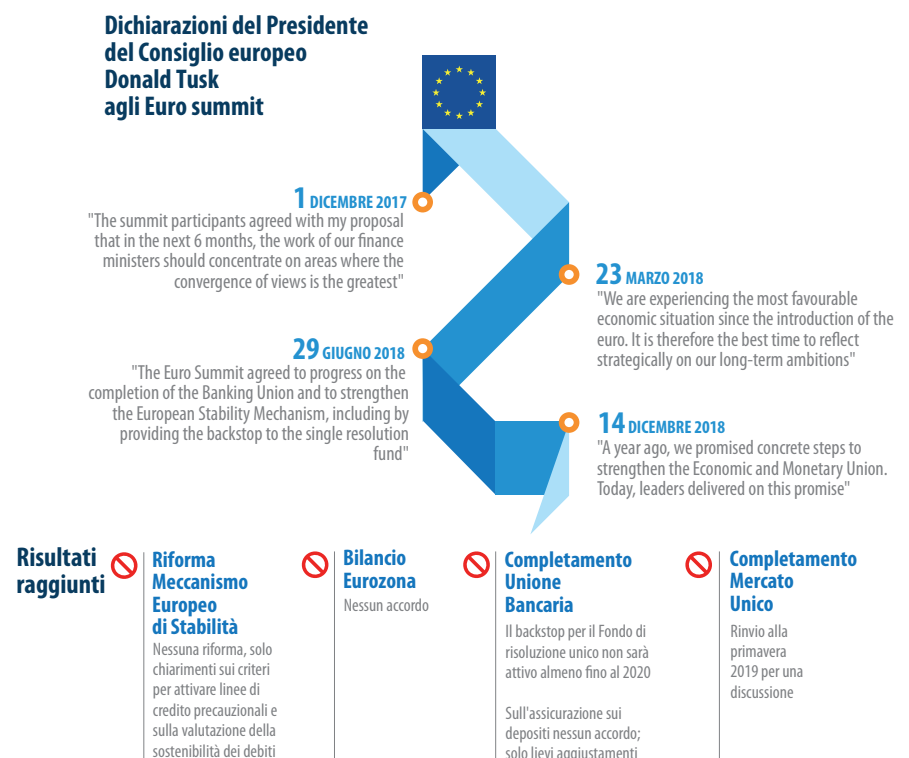 Dichiarazioni del Presidente
del Consiglio europeo
Donald Tusk
agli Euro summit
1 DICEMBRE 2017
"The summit participants agreed with my proposal
that in the next 6 months, the work of our finance
ministers should concentrate on areas where the
convergence of views is the greatest"
23 MARZO 2018
"We are experiencing the most favourable
economic situation since the introduction of the
euro. It is therefore the best time to reflect
strategically on our long-term ambitions"
29 GIUGNO 2018
"The Euro Summit agreed to progress on the
completion of the Banking Union and to strengthen
the European Stability Mechanism, including by
providing the backstop to the single resolution
fund"
14 DICEMBRE 2018
"A year ago, we promised concrete steps to
strengthen the Economic and Monetary Union.
Today, leaders delivered on this promise"
Risultati
raggiunti
Riforma
Meccanismo
Europeo
di Stabilità
Nessuna riforma, solo
chiarimenti sui criteri
per attivare linee di
credito precauzionali e
sulla valutazione della
sostenibilità dei debiti
Bilancio
Eurozona
Nessun accordo
Completamento
Unione
Bancaria
Il backstop per il Fondo di
risoluzione unico non sarà
attivo almeno fino al 2020
Sull'assicurazione sui
depositi nessun accordo;
solo lievi aggiustamenti
Completamento
Mercato
Unico
Rinvio alla
primavera
2019 per una
discussione